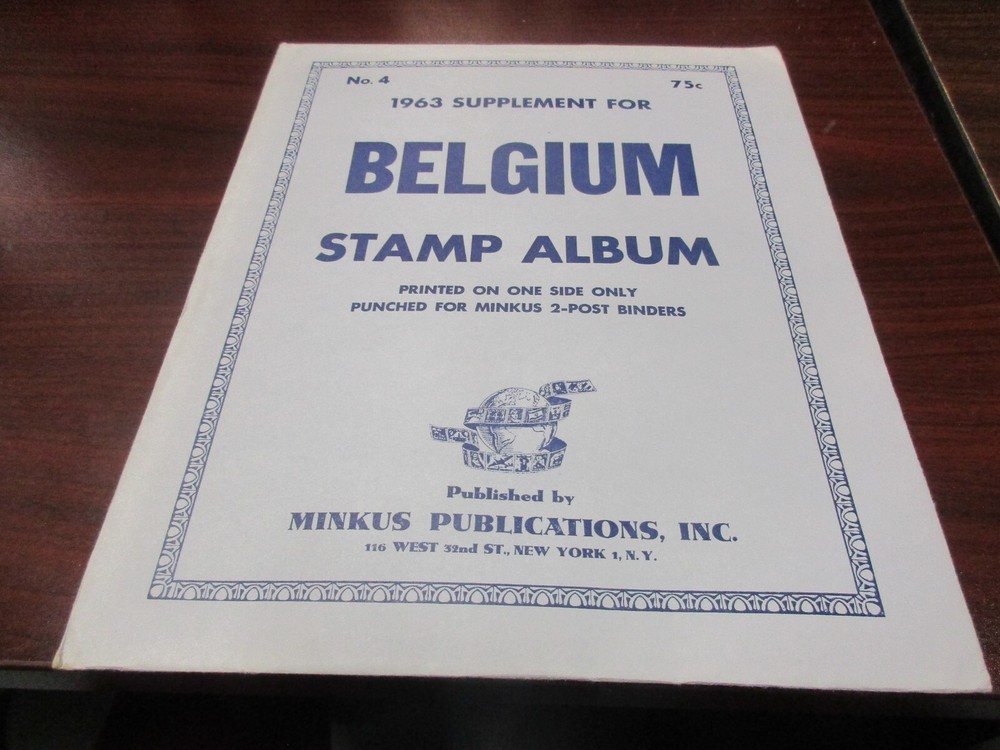 No. 4
75c
1963 SUPPLEMENT FOR
BELGIUM
STAMP ALBUM
PRINTED ON ONE SIDE ONLY
PUNCHED FOR MINKUS 2-POST BINDERS
Published by
MINKUS PUBLICATIONS, INC.
116 WEST 32nd ST., NEW YORK 1, N. Y.